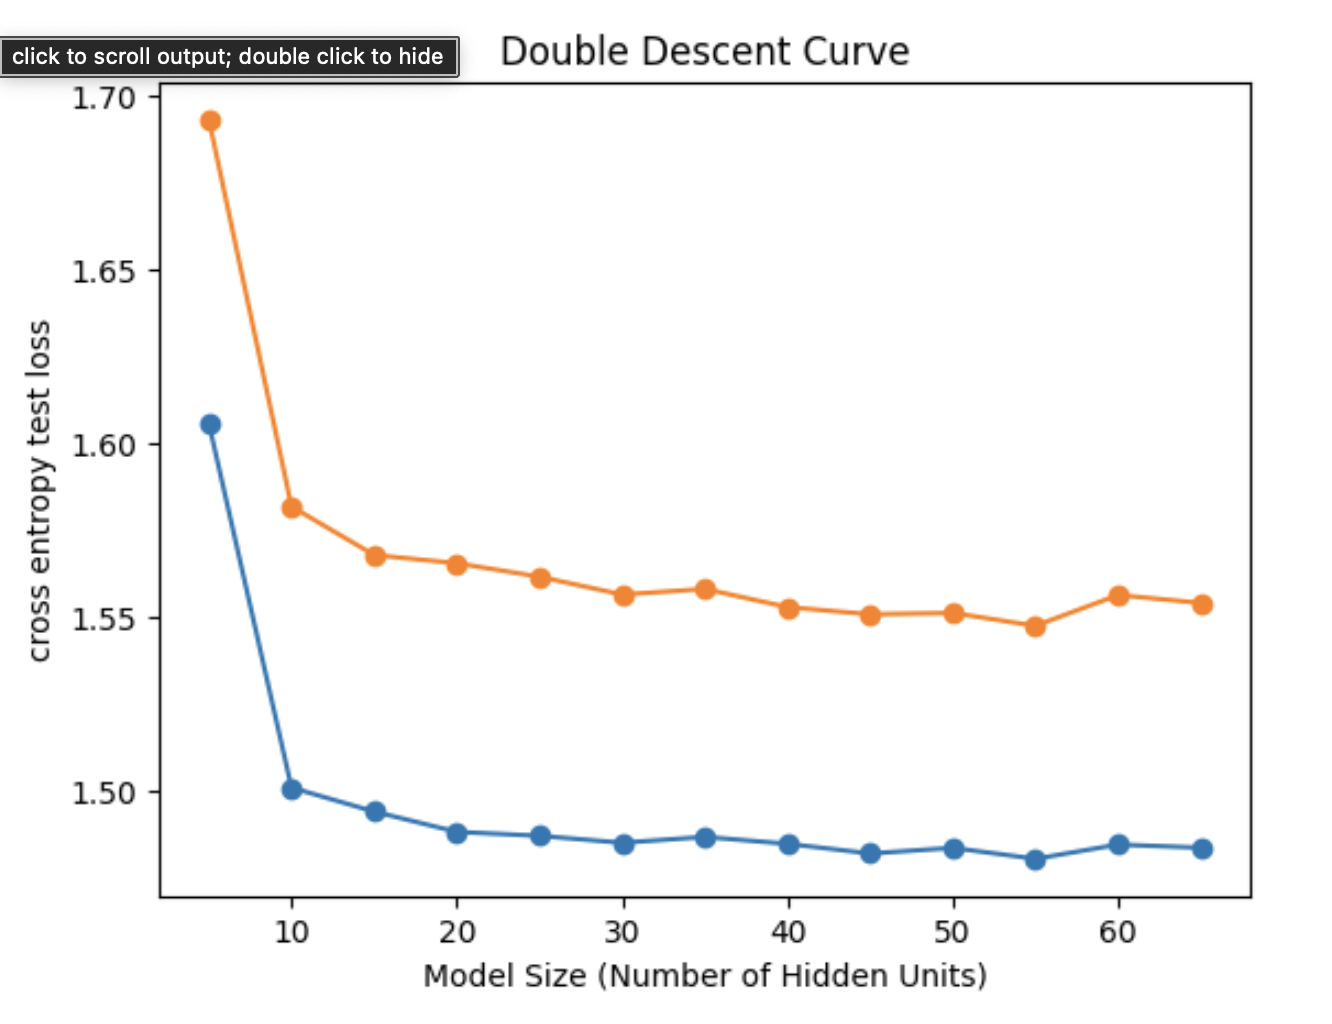 click to scroll output; double click to hide
Double Descent Curve
1.70
1.65
1.60
1.55
1.50
cross entropy test loss
10 20 30 40 50 60
Model Size (Number of Hidden Units)